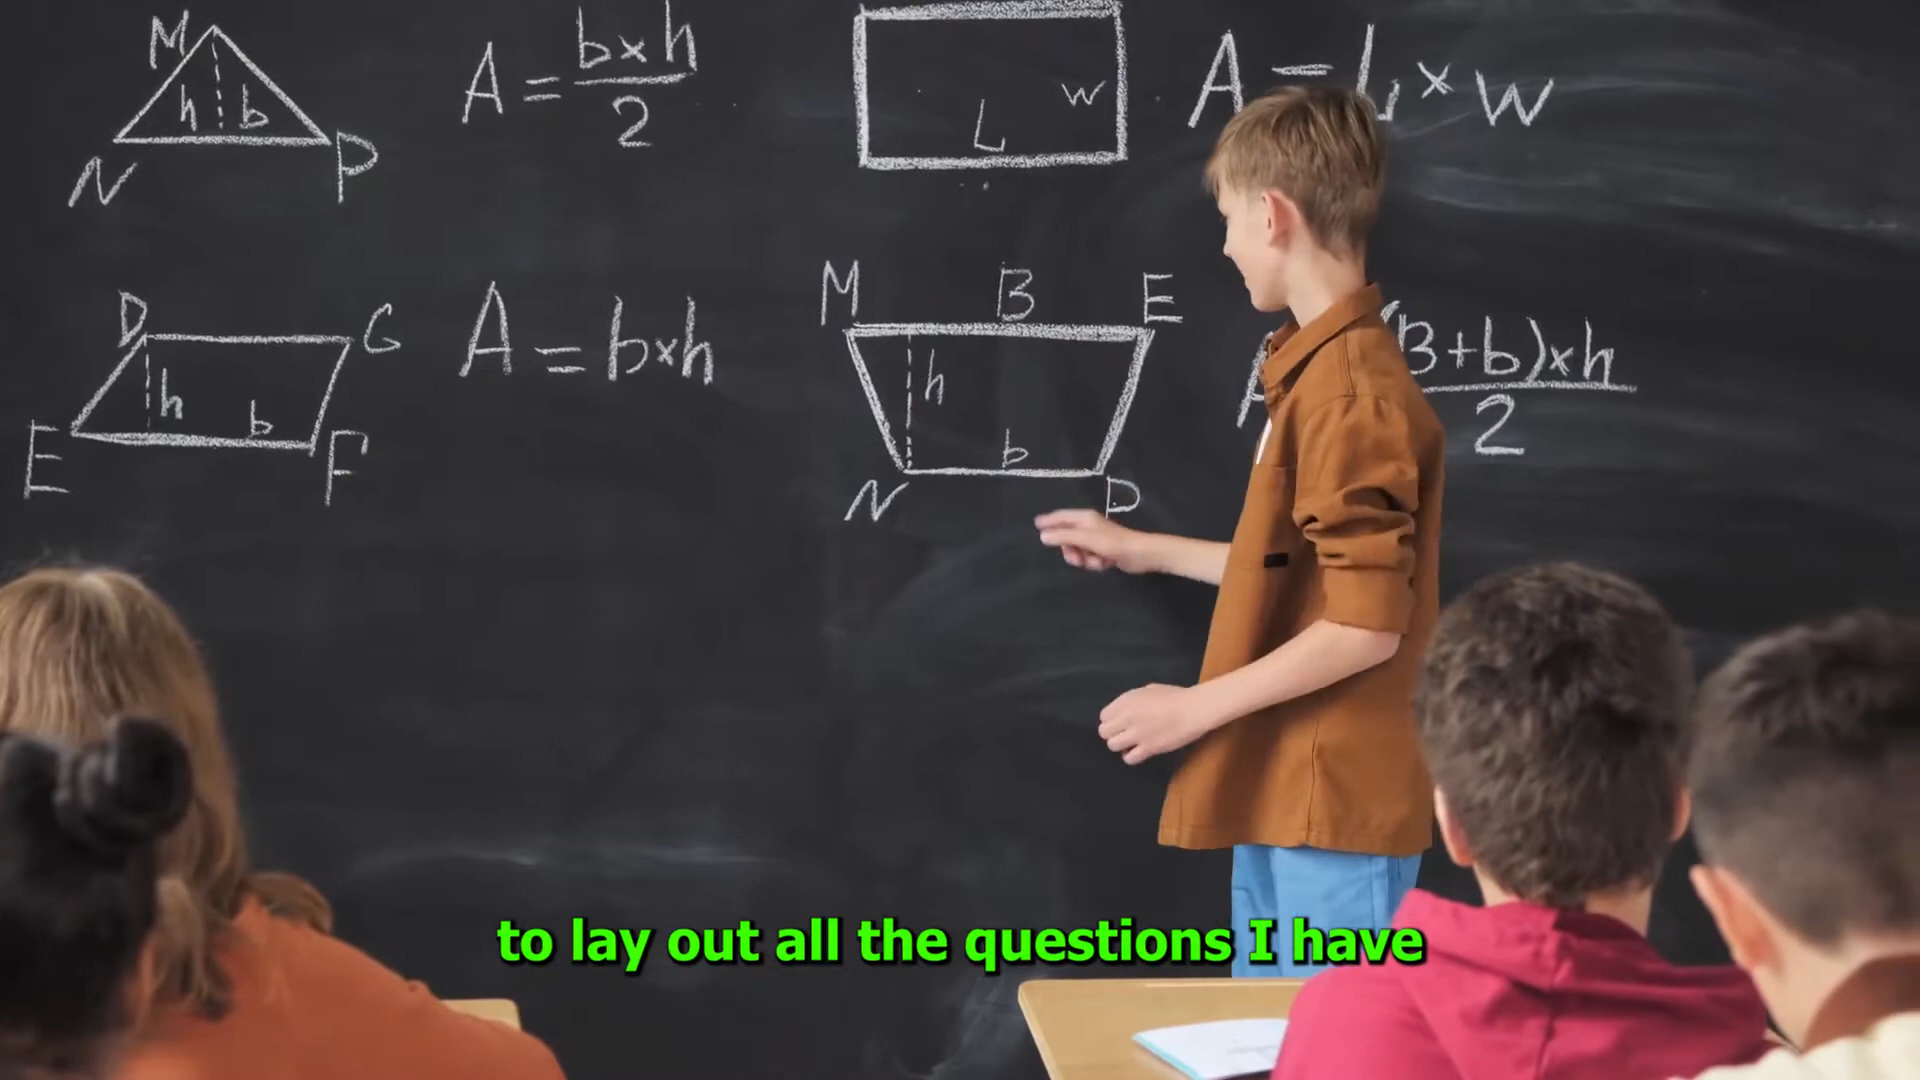 M
h b
N P
A = b×h
2
L w
A = L × w
D G
h b
E F
A = b×h
M B E
h
b
N P
(B+b)×h
2
to lay out all the questions I have